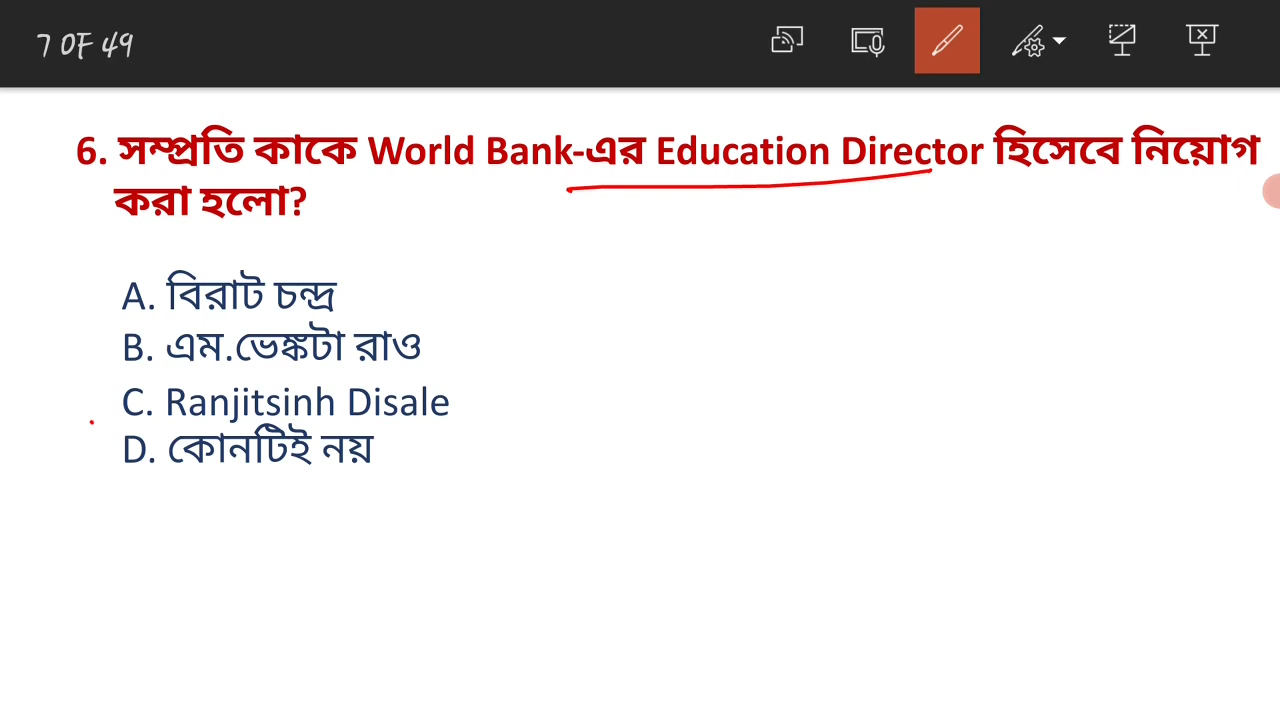 7 OF 49
6. সম্প্রতি কাকে World Bank-এর Education Director হিসেবে নিয়োগ
করা হলো?
A. বিরাট চন্দ্র
B. এম.ভেঙ্কটা রাও
C. Ranjitsinh Disale
D. কোনটিই নয়